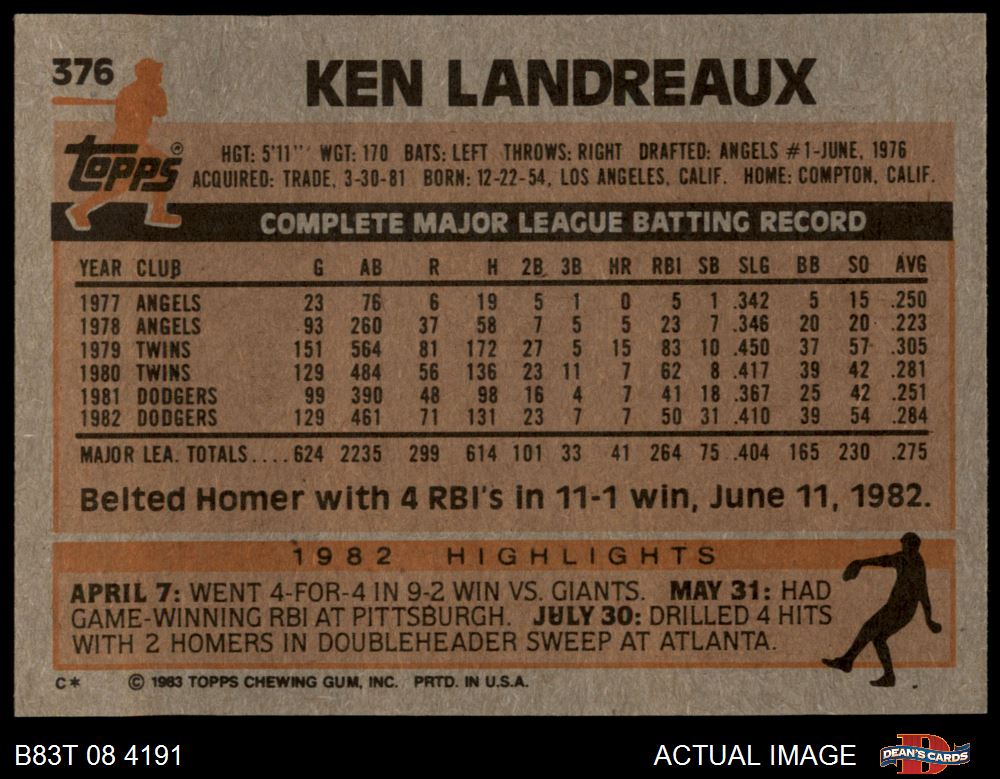 376
KEN LANDREAUX
Topps®
HGT: 5'11" WGT: 170 BATS: LEFT THROWS: RIGHT DRAFTED: ANGELS #1-JUNE, 1976
ACQUIRED: TRADE, 3-30-81 BORN: 12-22-54, LOS ANGELES, CALIF. HOME: COMPTON, CALIF.
COMPLETE MAJOR LEAGUE BATTING RECORD
YEAR CLUB G AB R H 2B 3B HR RBI SB SLG BB SO AVG
1977 ANGELS 23 76 6 19 5 1 0 5 1 .342 5 15 .250
1978 ANGELS 93 260 37 58 7 5 5 23 7 .346 20 20 .223
1979 TWINS 151 564 81 172 27 5 15 83 10 .450 37 57 .305
1980 TWINS 129 484 56 136 23 11 7 62 8 .417 39 42 .281
1981 DODGERS 99 390 48 98 16 4 7 41 18 .367 25 42 .251
1982 DODGERS 129 461 71 131 23 7 7 50 31 .410 39 54 .284
MAJOR LEA. TOTALS.... 624 2235 299 614 101 33 41 264 75 .404 165 230 .275
Belted Homer with 4 RBI's in 11-1 win, June 11, 1982.
1982 HIGHLIGHTS
APRIL 7: WENT 4-FOR-4 IN 9-2 WIN VS. GIANTS. MAY 31: HAD
GAME-WINNING RBI AT PITTSBURGH. JULY 30: DRILLED 4 HITS
WITH 2 HOMERS IN DOUBLEHEADER SWEEP AT ATLANTA.
C* © 1983 TOPPS CHEWING GUM, INC. PRTD. IN U.S.A.
B83T 08 4191 ACTUAL IMAGE DEAN'S CARDS